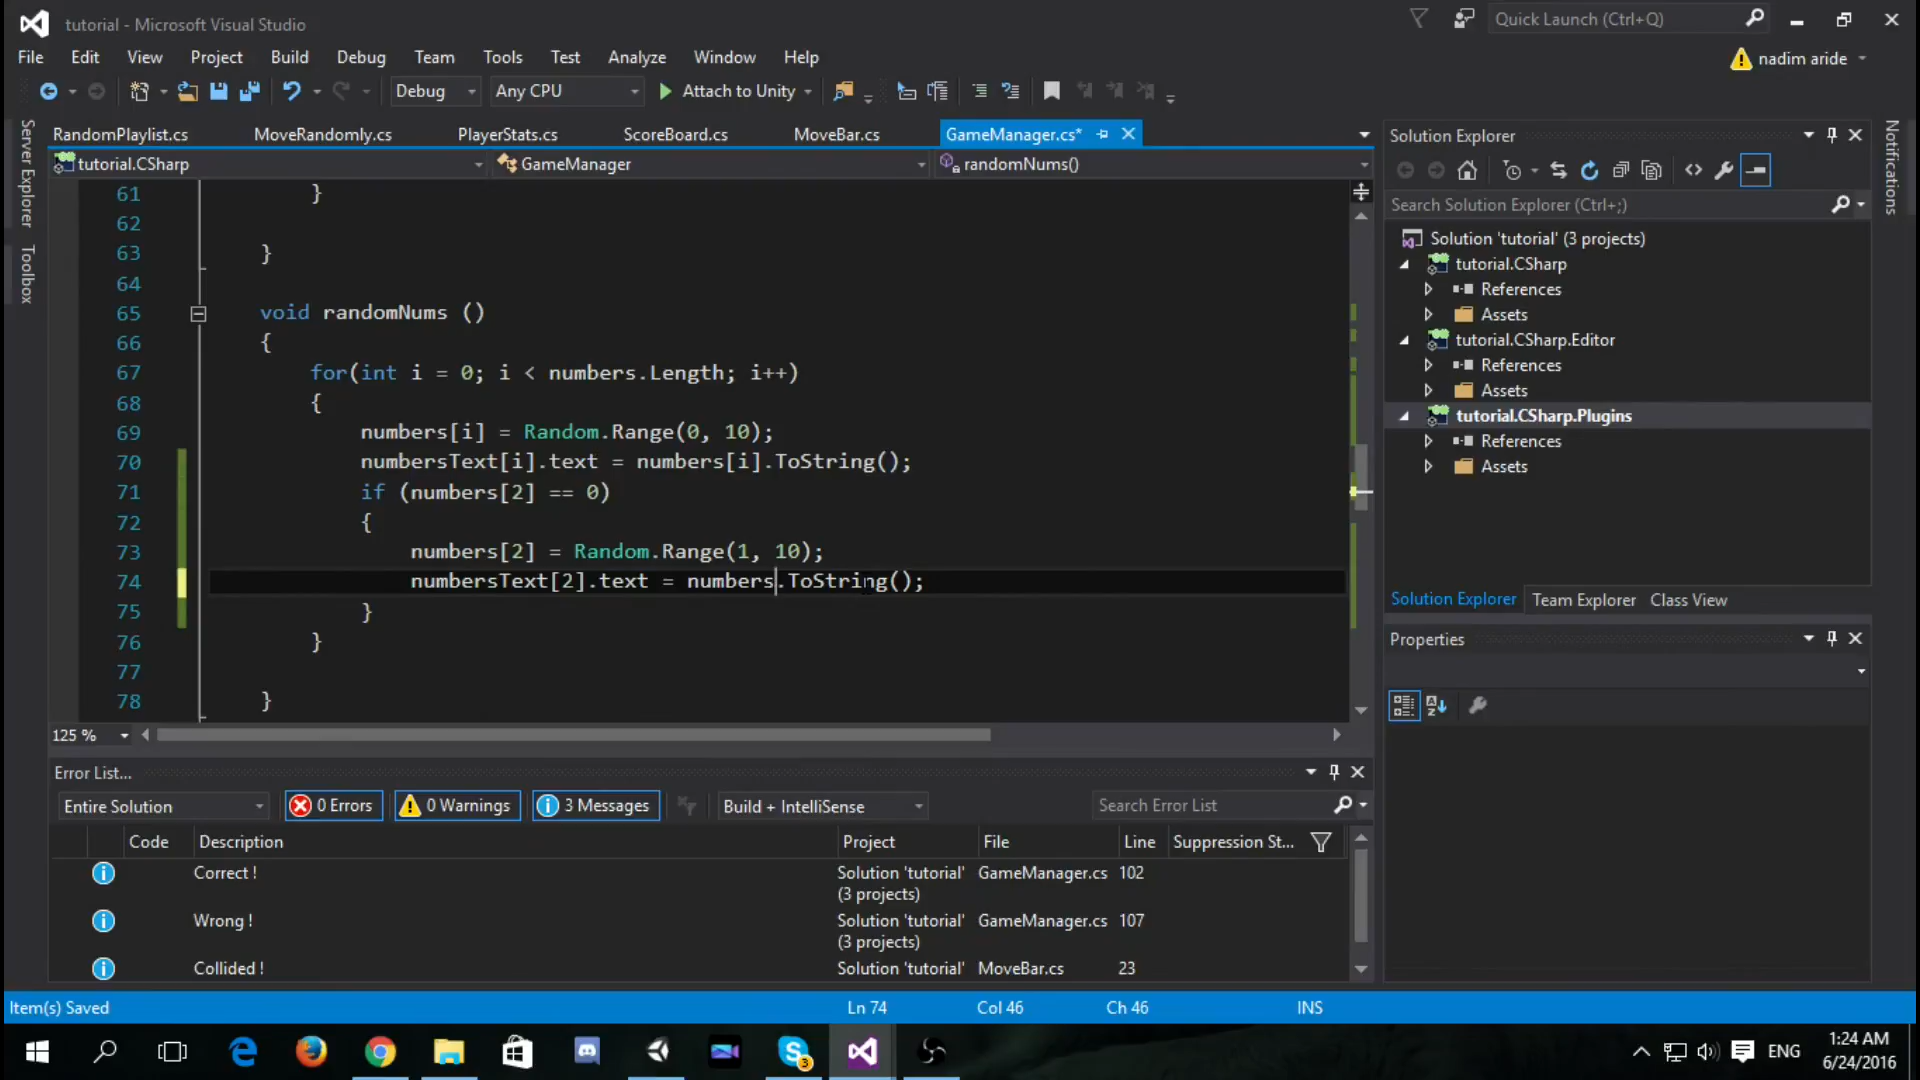 tutorial - Microsoft Visual Studio
Quick Launch (Ctrl+Q)
File Edit View Project Build Debug Team Tools Test Analyze Window Help
nadim aride
Debug Any CPU Attach to Unity
RandomPlaylist.cs MoveRandomly.cs PlayerStats.cs ScoreBoard.cs MoveBar.cs GameManager.cs*
tutorial.CSharp GameManager randomNums()
Server Explorer
Toolbox
61 }
62
63 }
64
65 void randomNums ()
66 {
67 for(int i = 0; i < numbers.Length; i++)
68 {
69 numbers[i] = Random.Range(0, 10);
70 numbersText[i].text = numbers[i].ToString();
71 if (numbers[2] == 0)
72 {
73 numbers[2] = Random.Range(1, 10);
74 numbersText[2].text = numbers.ToString();
75 }
76 }
77
78 }
125 %
Solution Explorer
Search Solution Explorer (Ctrl+;)
Solution 'tutorial' (3 projects)
tutorial.CSharp
References
Assets
tutorial.CSharp.Editor
References
Assets
tutorial.CSharp.Plugins
References
Assets
Solution Explorer Team Explorer Class View
Properties
Notifications
Error List...
Entire Solution 0 Errors 0 Warnings 3 Messages Build + IntelliSense Search Error List
Code Description Project File Line Suppression St...
Correct ! Solution 'tutorial' GameManager.cs 102
(3 projects)
Wrong ! Solution 'tutorial' GameManager.cs 107
(3 projects)
Collided ! Solution 'tutorial' MoveBar.cs 23
Item(s) Saved Ln 74 Col 46 Ch 46 INS
3
ENG
1:24 AM
6/24/2016